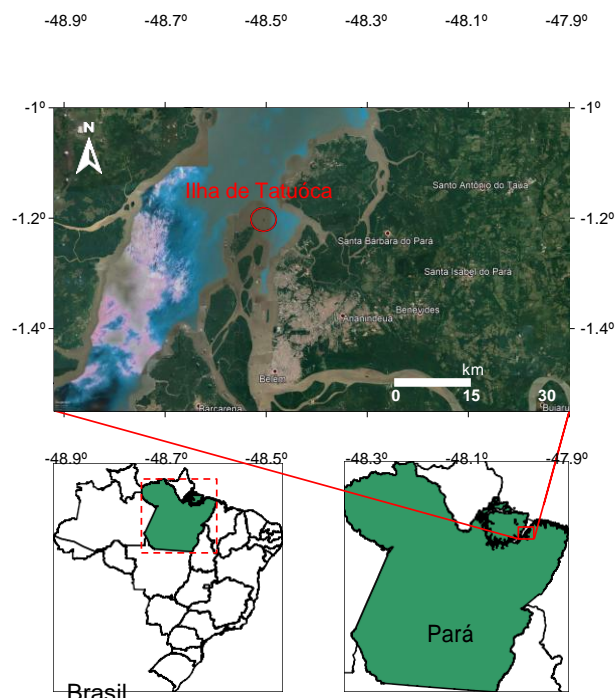 -48.9º -48.7º -48.5º -48.3º -48.1º -47.9º
-1º
N
Ilha de Tatuóca
Santo Antônio do Tauá
-1.2º -1.2º
Santa Bárbara do Pará
Santa Isabel do Pará
Benevides
Ananindeua
-1.4º -1.4º
km
Belém
0 15 30
Barcarena
Bujaru
-48.9º -48.7º -48.5º -48.3º -48.1º -47.9º
Pará
Brasil